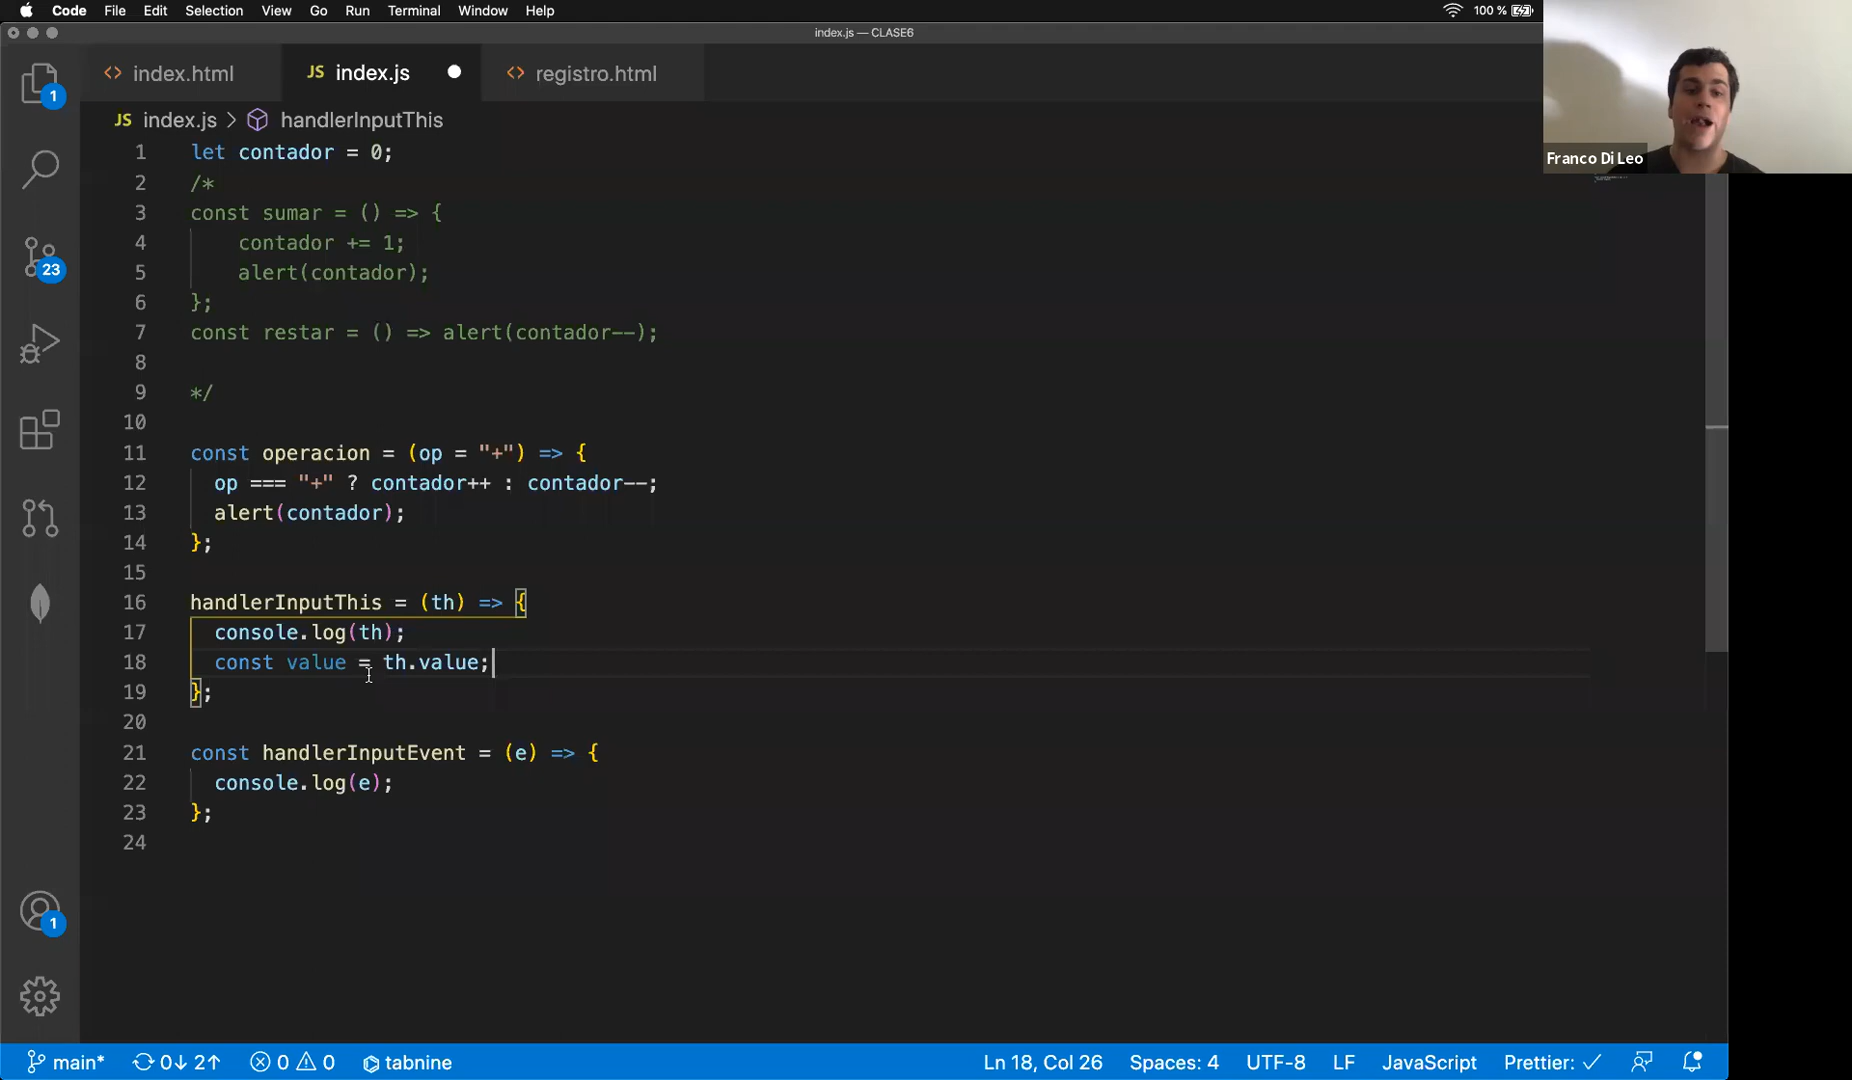 Code File Edit Selection View Go Run Terminal Window Help 100 %
index.js — CLASE6
index.html JS index.js registro.html
JS index.js > handlerInputThis
Franco Di Leo
1 let contador = 0;
2 /*
3 const sumar = () => {
4 contador += 1;
5 alert(contador);
6 };
7 const restar = () => alert(contador--);
8
9 */
10
11 const operacion = (op = "+") => {
12 op === "+" ? contador++ : contador--;
13 alert(contador);
14 };
15
16 handlerInputThis = (th) => {
17 console.log(th);
18 const value = th.value;
19 };
20
21 const handlerInputEvent = (e) => {
22 console.log(e);
23 };
24
1
23
1
main* 0↓ 2↑ 0 0 tabnine Ln 18, Col 26 Spaces: 4 UTF-8 LF JavaScript Prettier: ✓